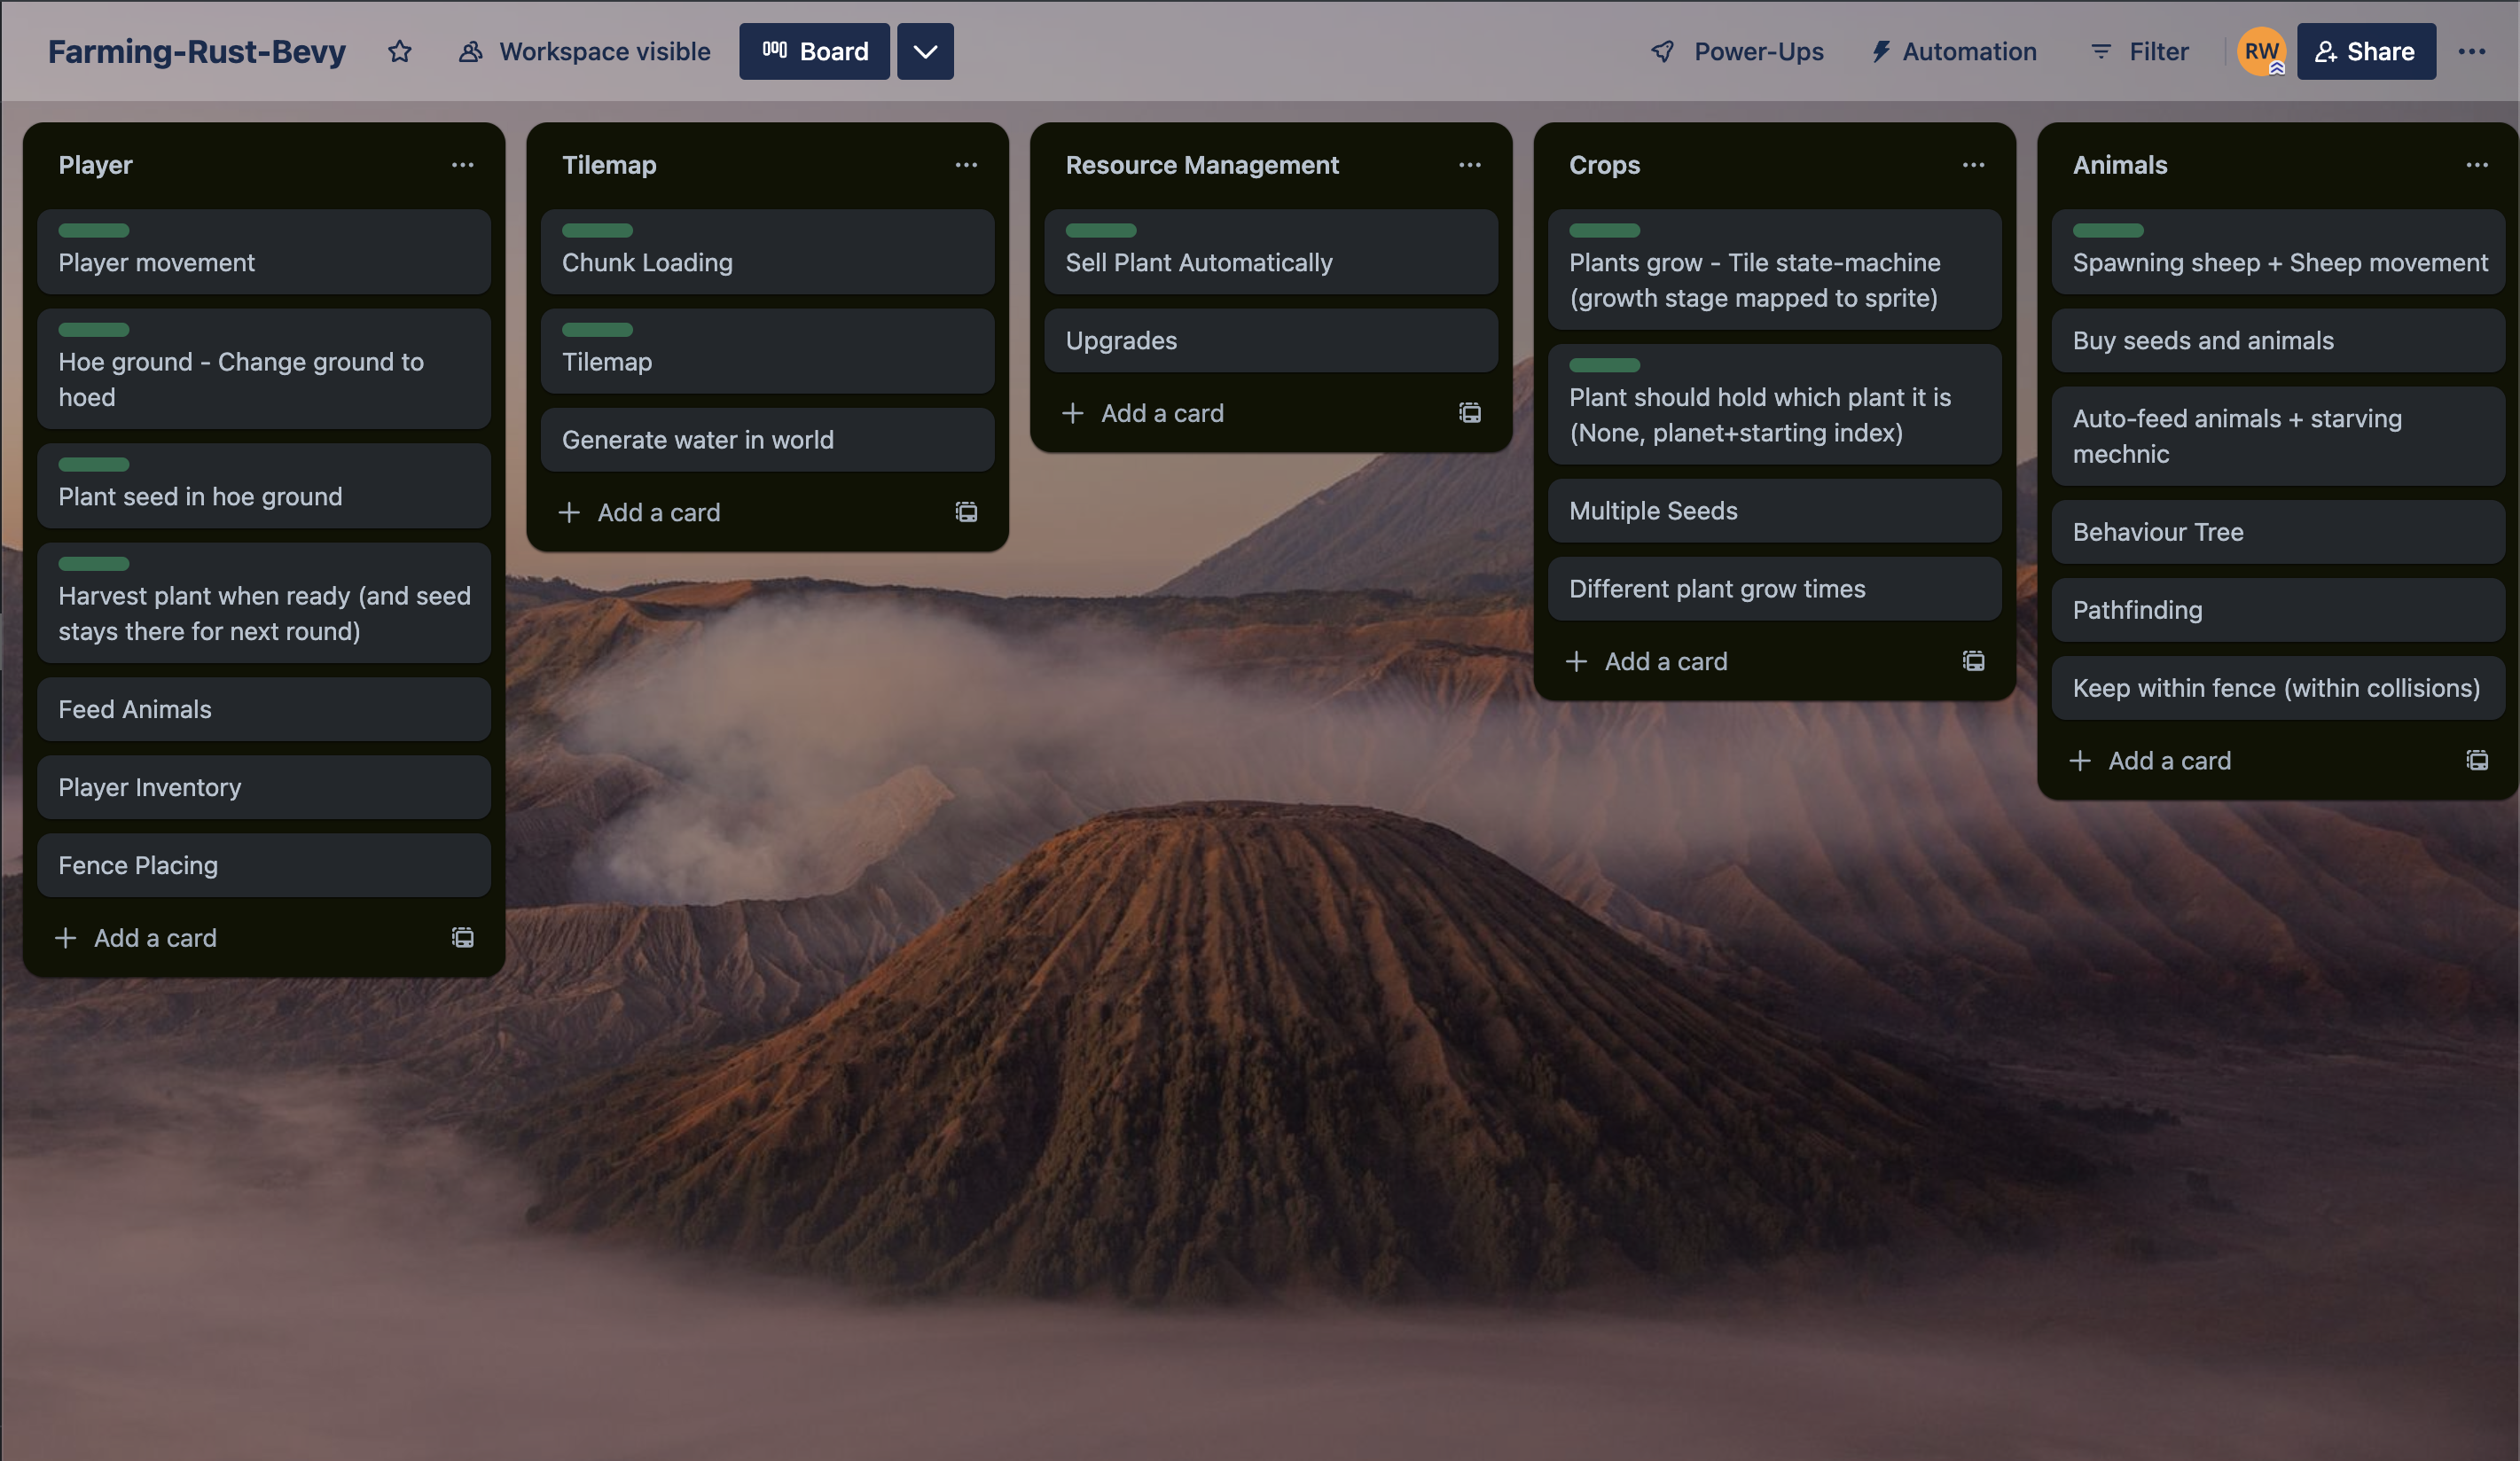 Farming-Rust-Bevy
Workspace visible
Board
Power-Ups
Automation
Filter
RW
Share
Player
Player movement
Hoe ground - Change ground to
hoed
Plant seed in hoe ground
Harvest plant when ready (and seed
stays there for next round)
Feed Animals
Player Inventory
Fence Placing
Add a card
Tilemap
Chunk Loading
Tilemap
Generate water in world
Add a card
Resource Management
Sell Plant Automatically
Upgrades
Add a card
Crops
Plants grow - Tile state-machine
(growth stage mapped to sprite)
Plant should hold which plant it is
(None, planet+starting index)
Multiple Seeds
Different plant grow times
Add a card
Animals
Spawning sheep + Sheep movement
Buy seeds and animals
Auto-feed animals + starving
mechnic
Behaviour Tree
Pathfinding
Keep within fence (within collisions)
Add a card